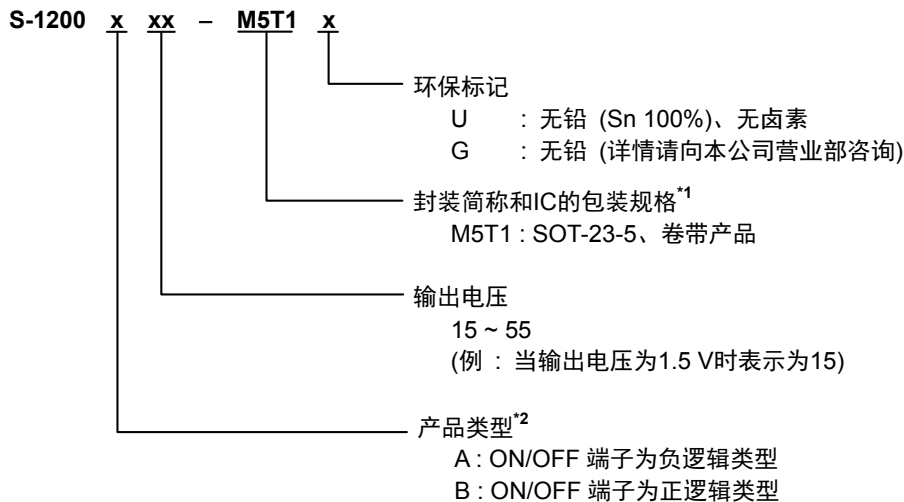 S-1200 x xx – M5T1 x
环保标记
U : 无铅 (Sn 100%)、无卤素
G : 无铅 (详情请向本公司营业部咨询)
封装简称和IC的包装规格*1
M5T1 : SOT-23-5、卷带产品
输出电压
15 ~ 55
(例 : 当输出电压为1.5 V时表示为15)
产品类型*2
A : ON/OFF 端子为负逻辑类型
B : ON/OFF 端子为正逻辑类型